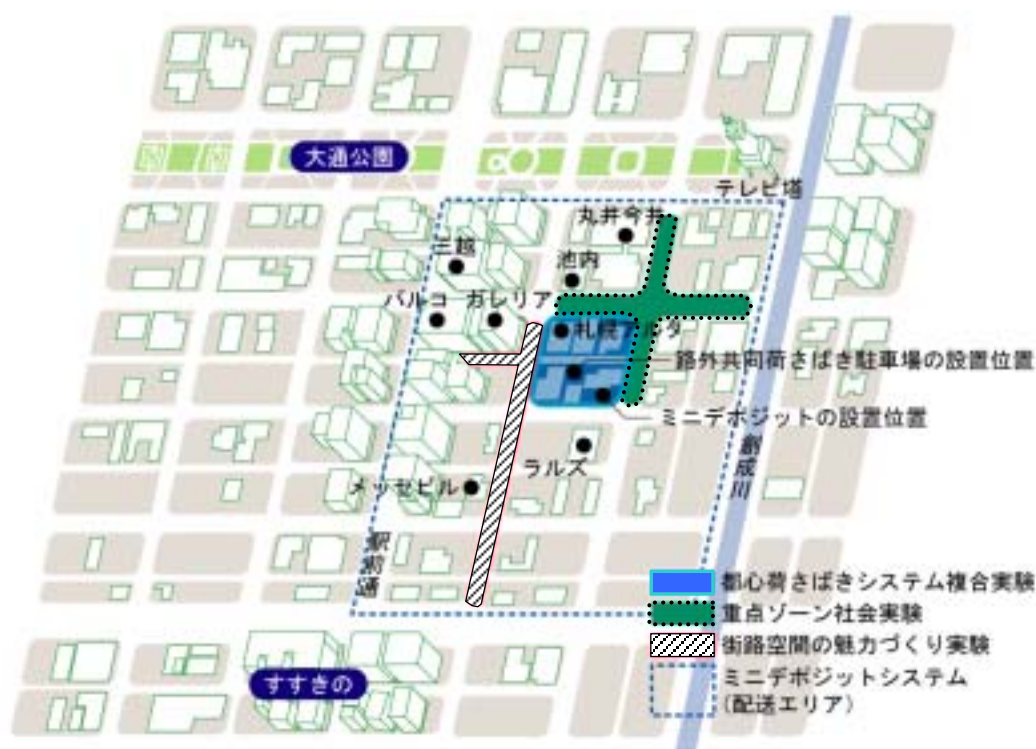 大通公園
テレビ塔
丸井今井
三越
池内
パルコ
ガレリア
札幌アルタ
路外共同荷さばき駐車場の設置位置
ミニデポジットの設置位置
創成川
ラルズ
メッセビル
駅前通
都心荷さばきシステム複合実験
重点ゾーン社会実験
街路空間の魅力づくり実験
ミニデポジットシステム
(配送エリア)
すすきの